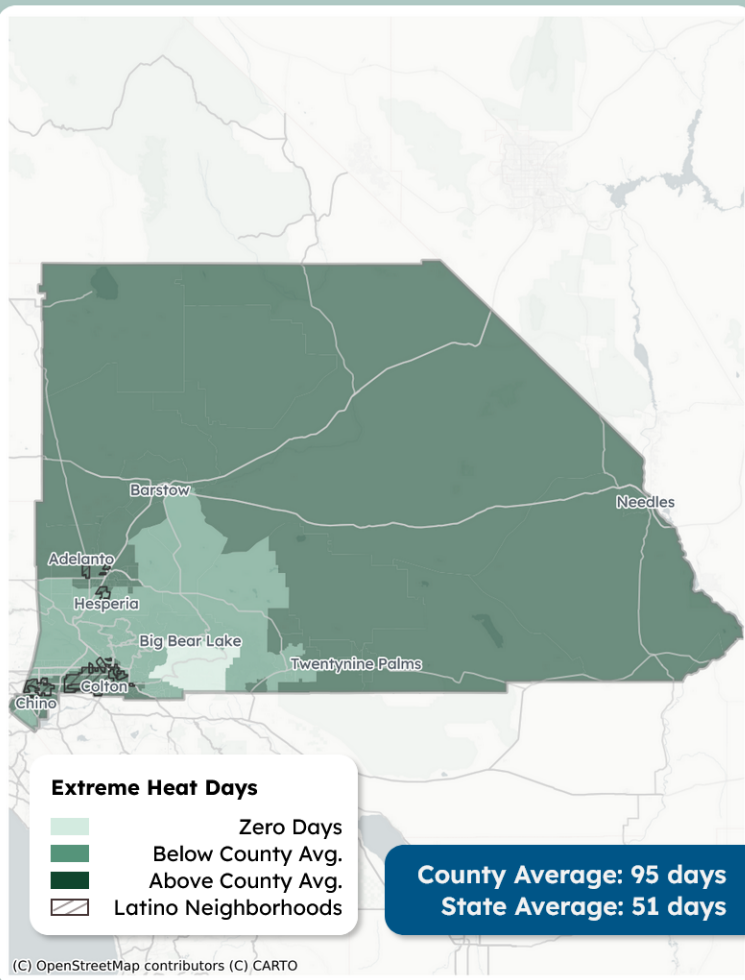 Barstow
Needles
Adelanto
Hesperia
Big Bear Lake
Twentynine Palms
Colton
Chino
Extreme Heat Days
Zero Days
Below County Avg.
Above County Avg.
Latino Neighborhoods
County Average: 95 days
State Average: 51 days
(C) OpenStreetMap contributors (C) CARTO